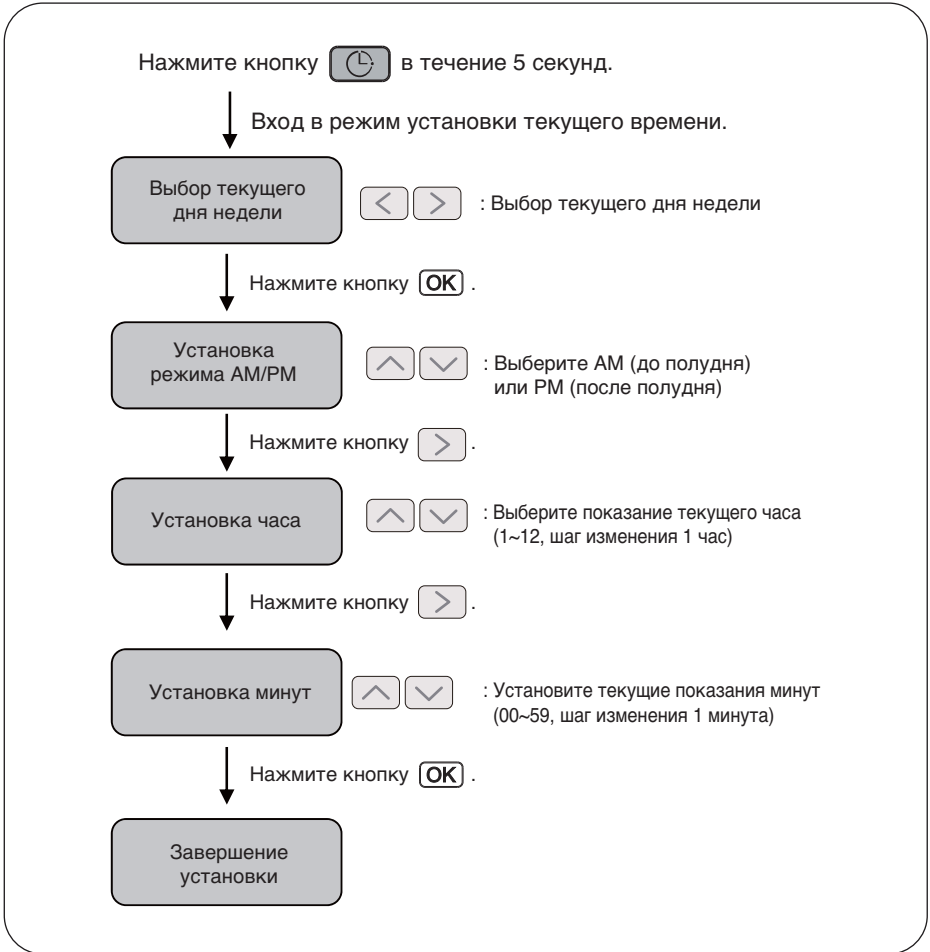 Нажмите кнопку в течение 5 секунд.
Вход в режим установки текущего времени.
Выбор текущего
дня недели
: Выбор текущего дня недели
Нажмите кнопку OK .
Установка
режима AM/PM
: Выберите AM (до полудня)
или PM (после полудня)
Нажмите кнопку > .
Установка часа
: Выберите показание текущего часа
(1~12, шаг изменения 1 час)
Нажмите кнопку > .
Установка минут
: Установите текущие показания минут
(00~59, шаг изменения 1 минута)
Нажмите кнопку OK .
Завершение
установки